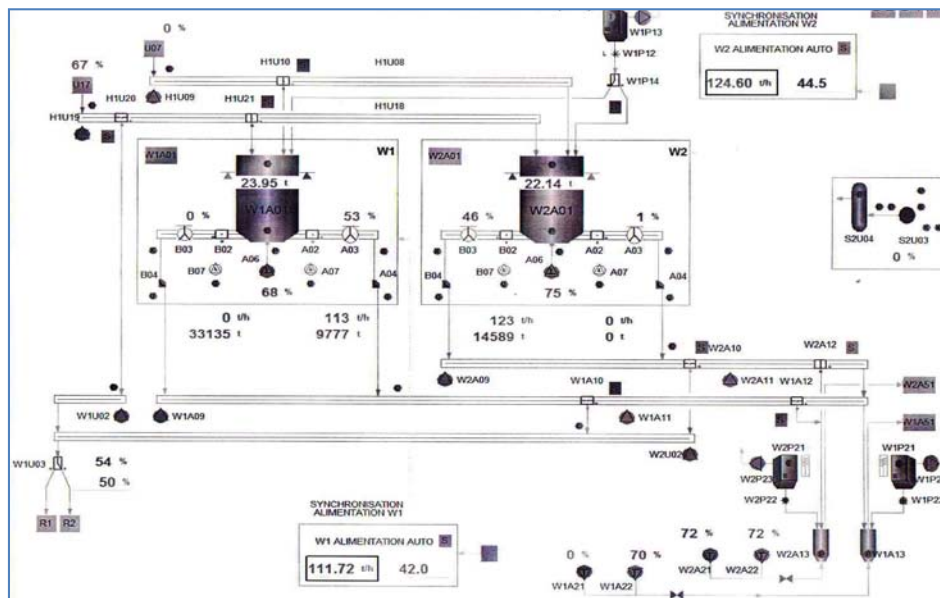 SYNCHRONISATION
ALIMENTATION W2
W2 ALIMENTATION AUTO S
124.60 t/h 44.5
W1P13
W1P12
W1P14
0 %
U07
67 %
U17
H1U10
H1U08
H1U09
H1U20
H1U21
S
H1U18
H1U19
S
W1A01
W1
23.95 t
W1A01
0 %
53 %
B03
B02
A02
A03
B04
B07
A06
A07
A04
68 %
0 t/h
113 t/h
33135 t
9777 t
W2A01
W2
22.14 t
W2A01
46 %
1 %
B03
B02
A02
A03
B04
B07
A06
A07
A04
75 %
123 t/h
0 t/h
14589 t
0 t
S2U04
S2U03
0 %
S
W2A10
W2A12
S
W2A09
W2A11
W1A12
W1A10
W2A51
W1A51
W1U02
W1A09
W1A11
S
W2U02
W1U03
54 %
50 %
R1
R2
W2P21
W2P23
W2P22
W1P21
W1P2
W1P22
SYNCHRONISATION
ALIMENTATION W1
W1 ALIMENTATION AUTO S
111.72 t/h 42.0
0 %
70 %
72 %
72 %
W1A21
W1A22
W2A21
W2A22
W2A13
W1A13